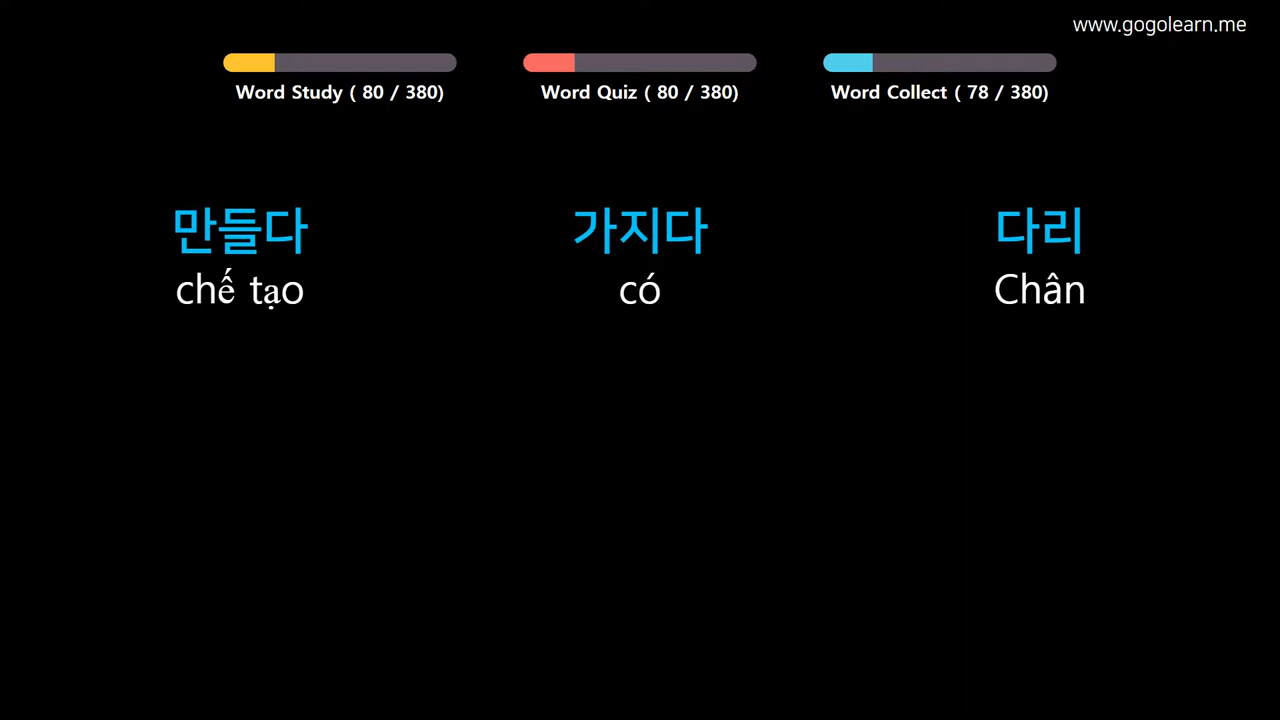 www.gogolearn.me
Word Study ( 80 / 380)
Word Quiz ( 80 / 380)
Word Collect ( 78 / 380)
만들다
chế tạo
가지다
có
다리
Chân